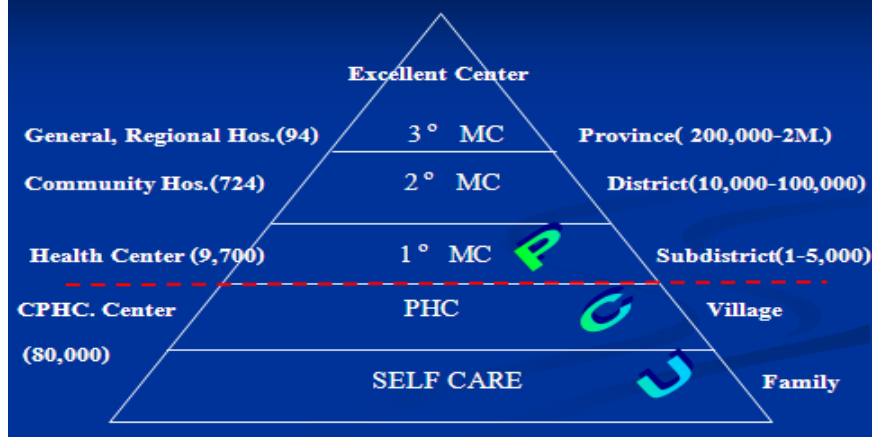 Excellent Center
General, Regional Hos.(94) 3° MC Province( 200,000-2M.)
Community Hos.(724) 2° MC District(10,000-100,000)
Health Center (9,700) 1° MC P Subdistrict(1-5,000)
CPHC. Center PHC C Village
(80,000)
SELF CARE U Family